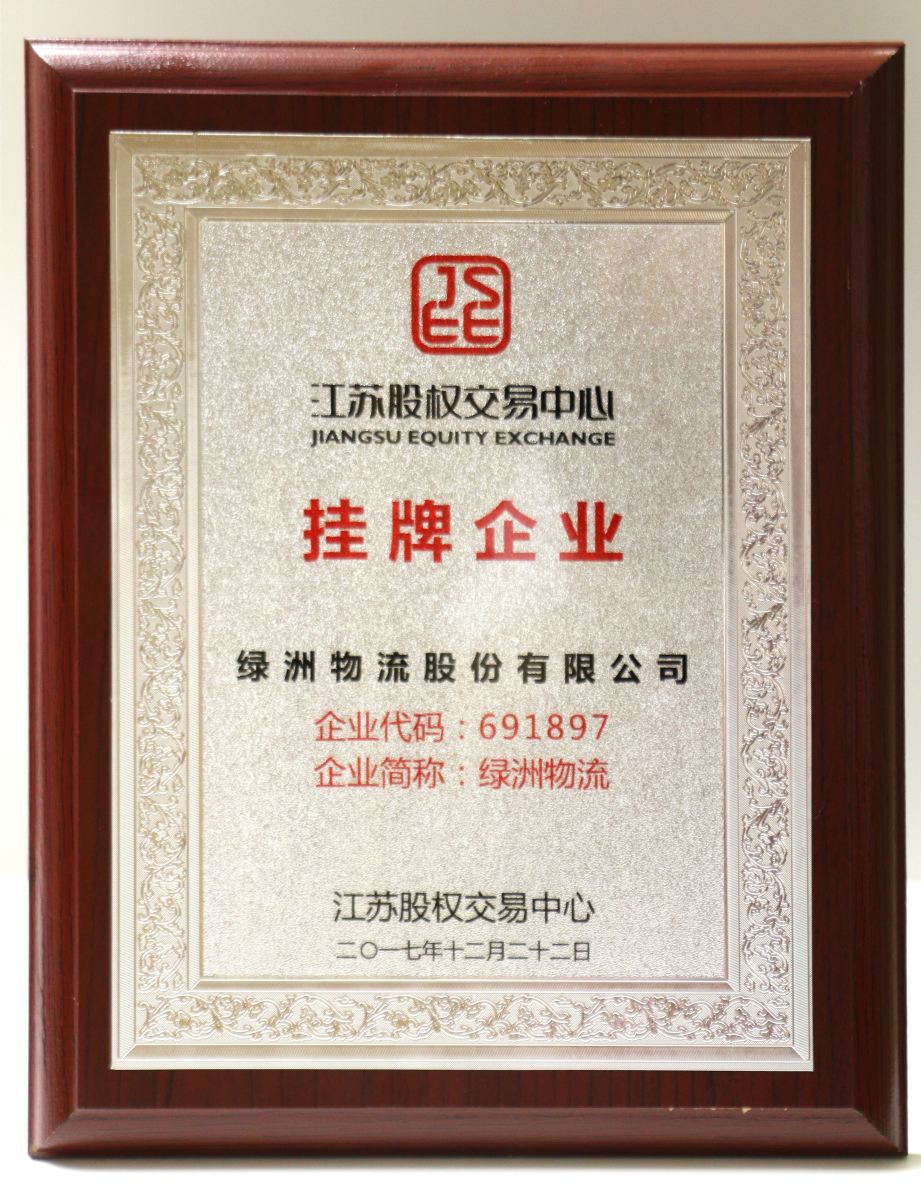 JS
EE
江苏股权交易中心
JIANGSU EQUITY EXCHANGE
挂牌企业
绿洲物流股份有限公司
企业代码：691897
企业简称：绿洲物流
江苏股权交易中心
二〇一七年十二月二十二日